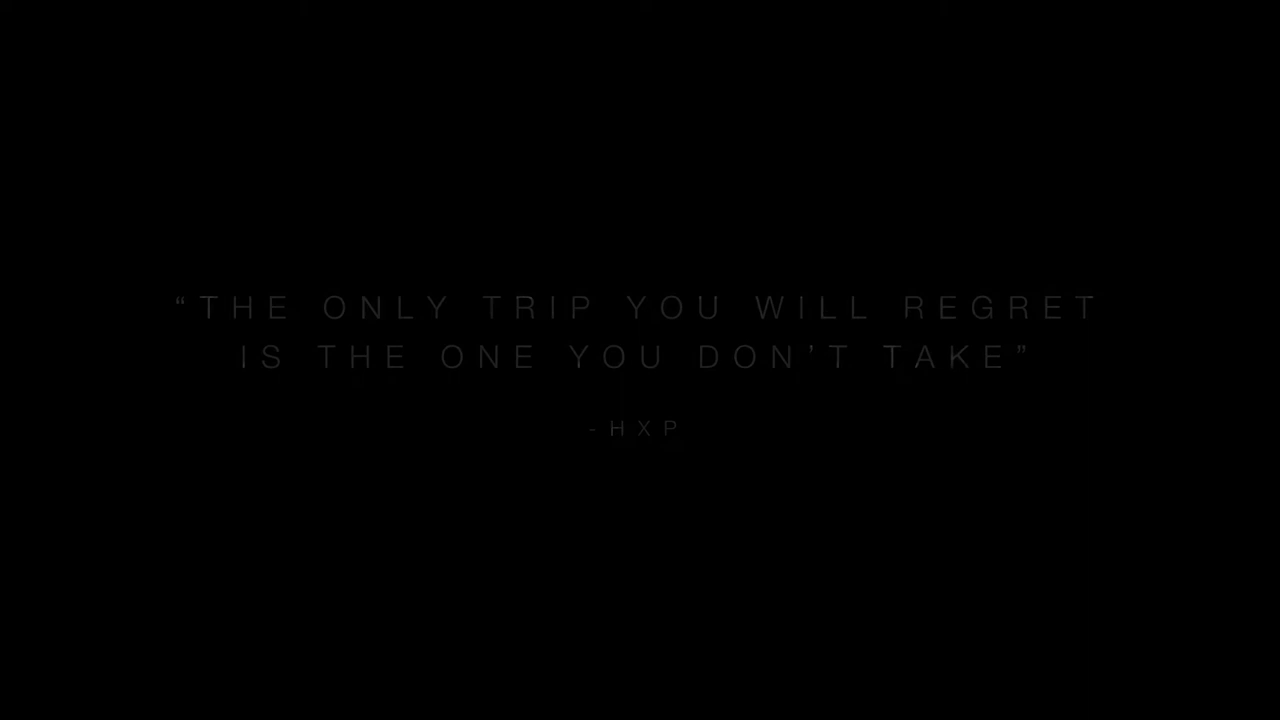 “THE ONLY TRIP YOU WILL REGRET
IS THE ONE YOU DON’T TAKE”
-HXP